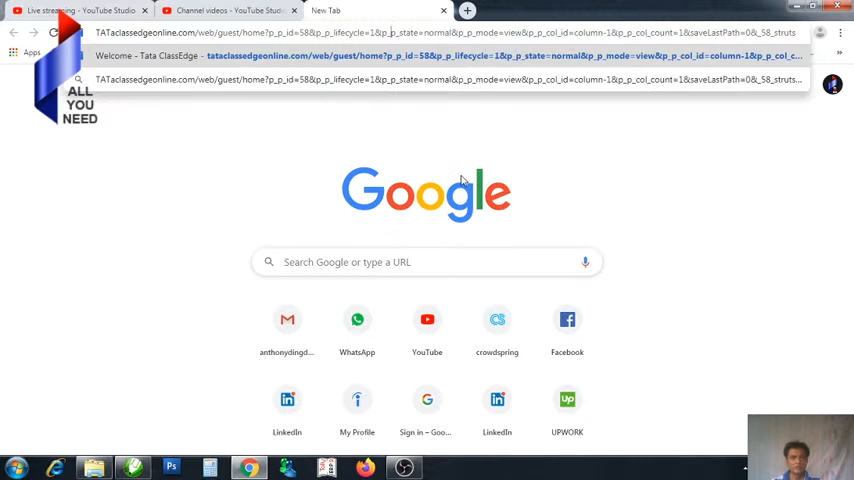 Live streaming - YouTube Studio
Channel videos - YouTube Studio
New Tab
TATaclassedgeonline.com/web/guest/home?p_p_id=58&p_p_lifecycle=1&p_p_state=normal&p_p_mode=view&p_p_col_id=column-1&p_p_col_count=1&saveLastPath=0&_58_struts
Welcome - Tata ClassEdge - tataclassedgeonline.com/web/guest/home?p_p_id=58&p_p_lifecycle=1&p_p_state=normal&p_p_mode=view&p_p_col_id=column-1&p_p_col_c...
Apps
TATaclassedgeonline.com/web/guest/home?p_p_id=58&p_p_lifecycle=1&p_p_state=normal&p_p_mode=view&p_p_col_id=column-1&p_p_col_count=1&saveLastPath=0&_58_struts...
ALL
YOU
NEED
Google
Search Google or type a URL
anthonydingd...
WhatsApp
YouTube
crowdspring
Facebook
LinkedIn
My Profile
Sign in – Goo...
LinkedIn
UPWORK